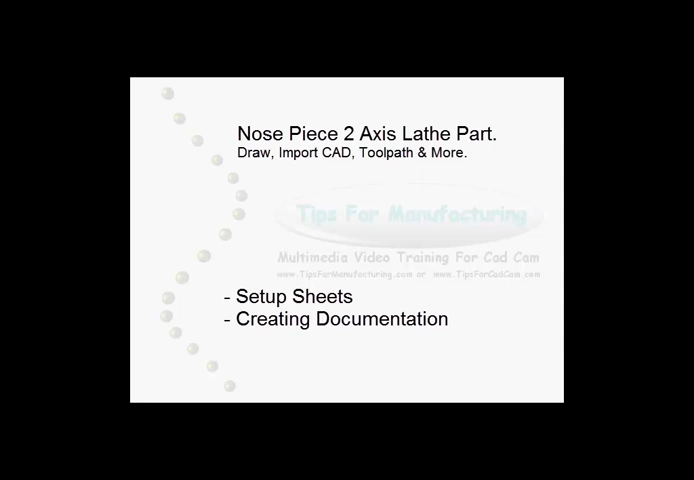 Nose Piece 2 Axis Lathe Part.
Draw, Import CAD, Toolpath & More.
Tips For Manufacturing
Multimedia Video Training For Cad Cam
www.TipsForManufacturing.com or www.TipsForCadCam.com
- Setup Sheets
- Creating Documentation